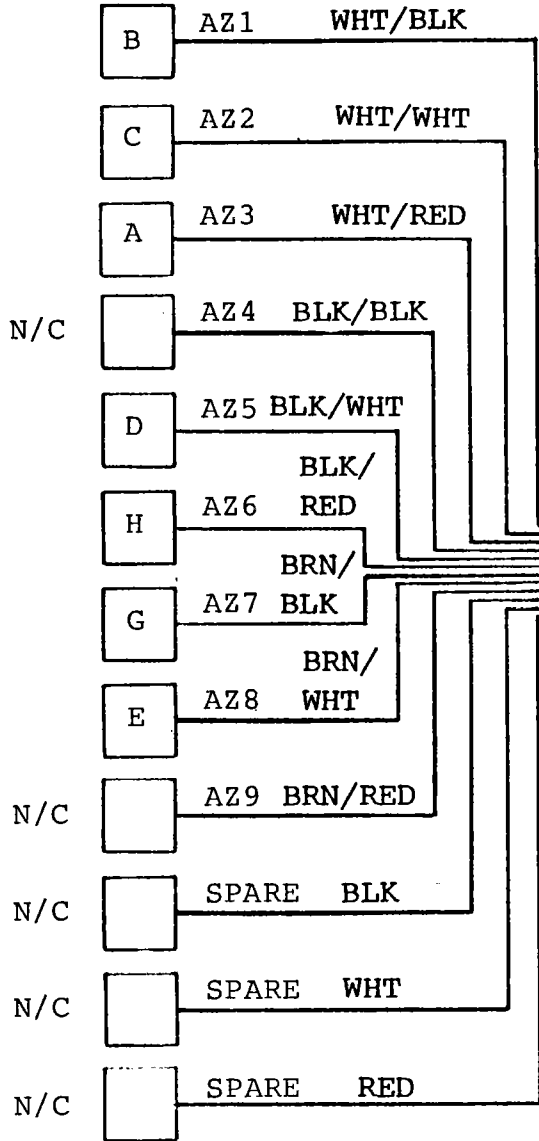 B AZ1 WHT/BLK
C AZ2 WHT/WHT
A AZ3 WHT/RED
N/C AZ4 BLK/BLK
D AZ5 BLK/WHT
BLK/
H AZ6 RED
BRN/
G AZ7 BLK
BRN/
E AZ8 WHT
N/C AZ9 BRN/RED
N/C SPARE BLK
N/C SPARE WHT
N/C SPARE RED